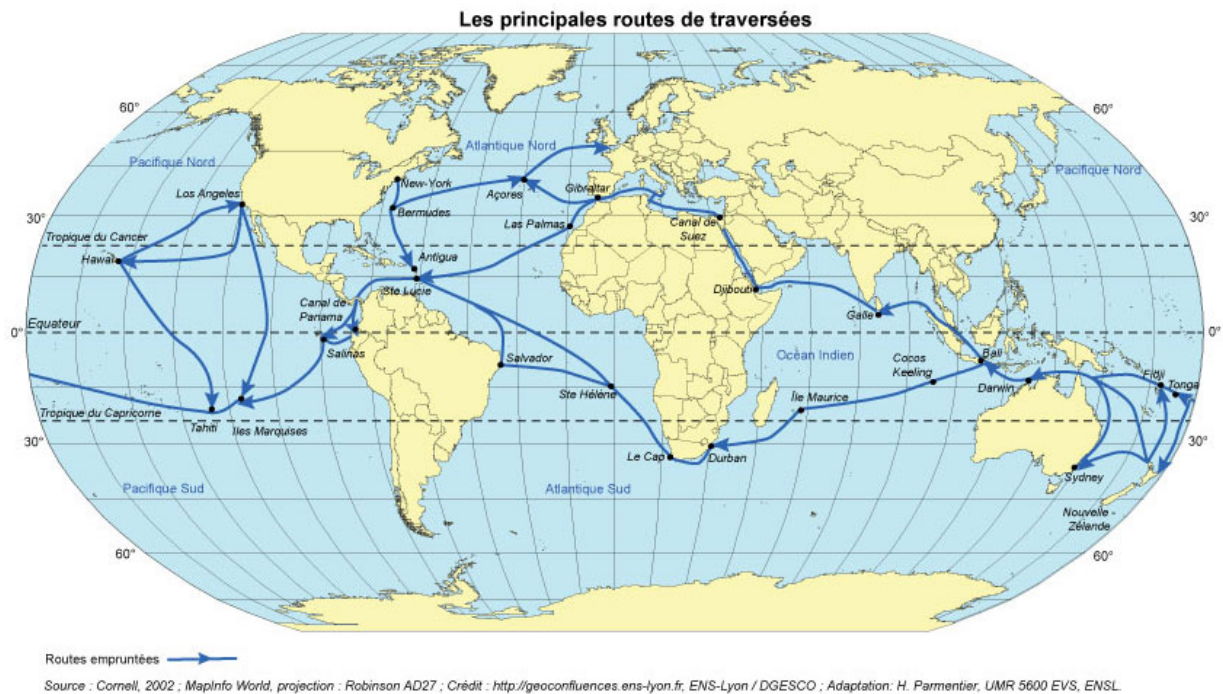 Les principales routes de traversées
60°
60°
Pacifique Nord
Atlantique Nord
Pacifique Nord
Los Angeles
New-York
Açores
Gibraltar
Bermudes
30°
Las Palmas
Canal de
Suez
30°
Tropique du Cancer
Hawaï
Antigua
Ste Lucie
Djibouti
Canal de
Panama
Galle
Equateur
0°
0°
Salinas
Salvador
Océan Indien
Cocos
Keeling
Bali
Darwin
Fidji
Tonga
Ste Hélène
Île Maurice
Tropique du Capricorne
Tahiti
Iles Marquises
30°
Le Cap
Durban
30°
Sydney
Pacifique Sud
Atlantique Sud
Nouvelle -
Zélande
60°
60°
Routes empruntées
Source : Cornell, 2002 ; MapInfo World, projection : Robinson AD27 ; Crédit : http://geoconfluences.ens-lyon.fr, ENS-Lyon / DGESCO ; Adaptation: H. Parmentier, UMR 5600 EVS, ENSL.